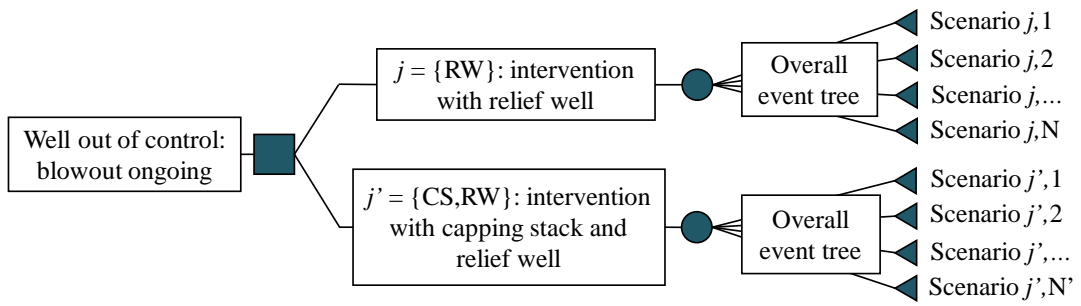 Well out of control:
blowout ongoing
j = {RW}: intervention
with relief well
Overall
event tree
Scenario j,1
Scenario j,2
Scenario j,...
Scenario j,N
j' = {CS,RW}: intervention
with capping stack and
relief well
Overall
event tree
Scenario j',1
Scenario j',2
Scenario j',...
Scenario j',N'